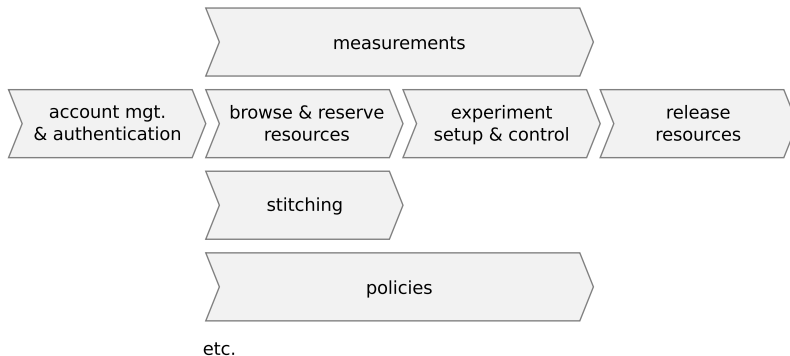 measurements
account mgt.
& authentication
browse & reserve
resources
experiment
setup & control
release
resources
stitching
policies
etc.